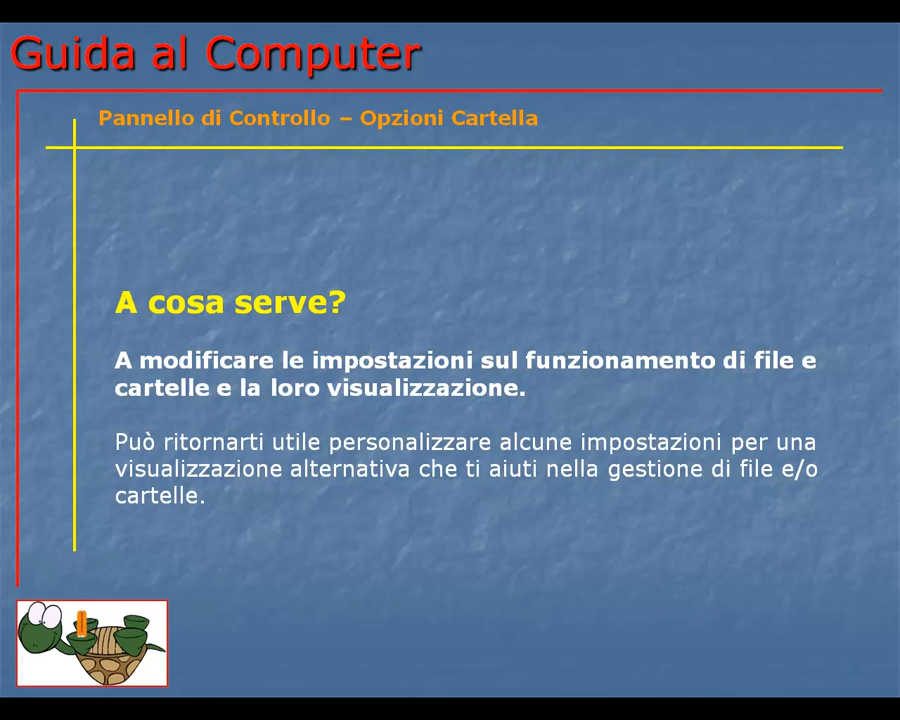 Guida al Computer
Pannello di Controllo – Opzioni Cartella
A cosa serve?
A modificare le impostazioni sul funzionamento di file e
cartelle e la loro visualizzazione.
Può ritornarti utile personalizzare alcune impostazioni per una
visualizzazione alternativa che ti aiuti nella gestione di file e/o
cartelle.